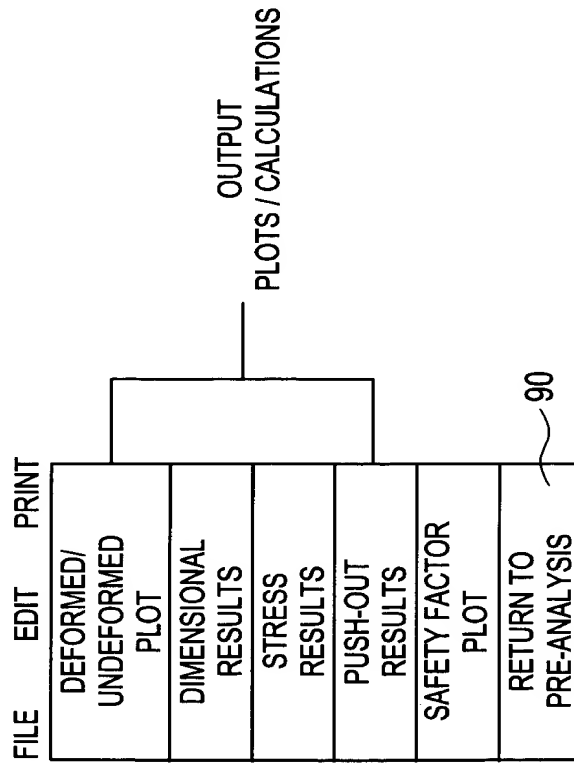 FILE EDIT PRINT
DEFORMED/
UNDEFORMED
PLOT
DIMENSIONAL
RESULTS
STRESS
RESULTS
PUSH-OUT
RESULTS
SAFETY FACTOR
PLOT
RETURN TO
PRE-ANALYSIS
90
OUTPUT
PLOTS / CALCULATIONS